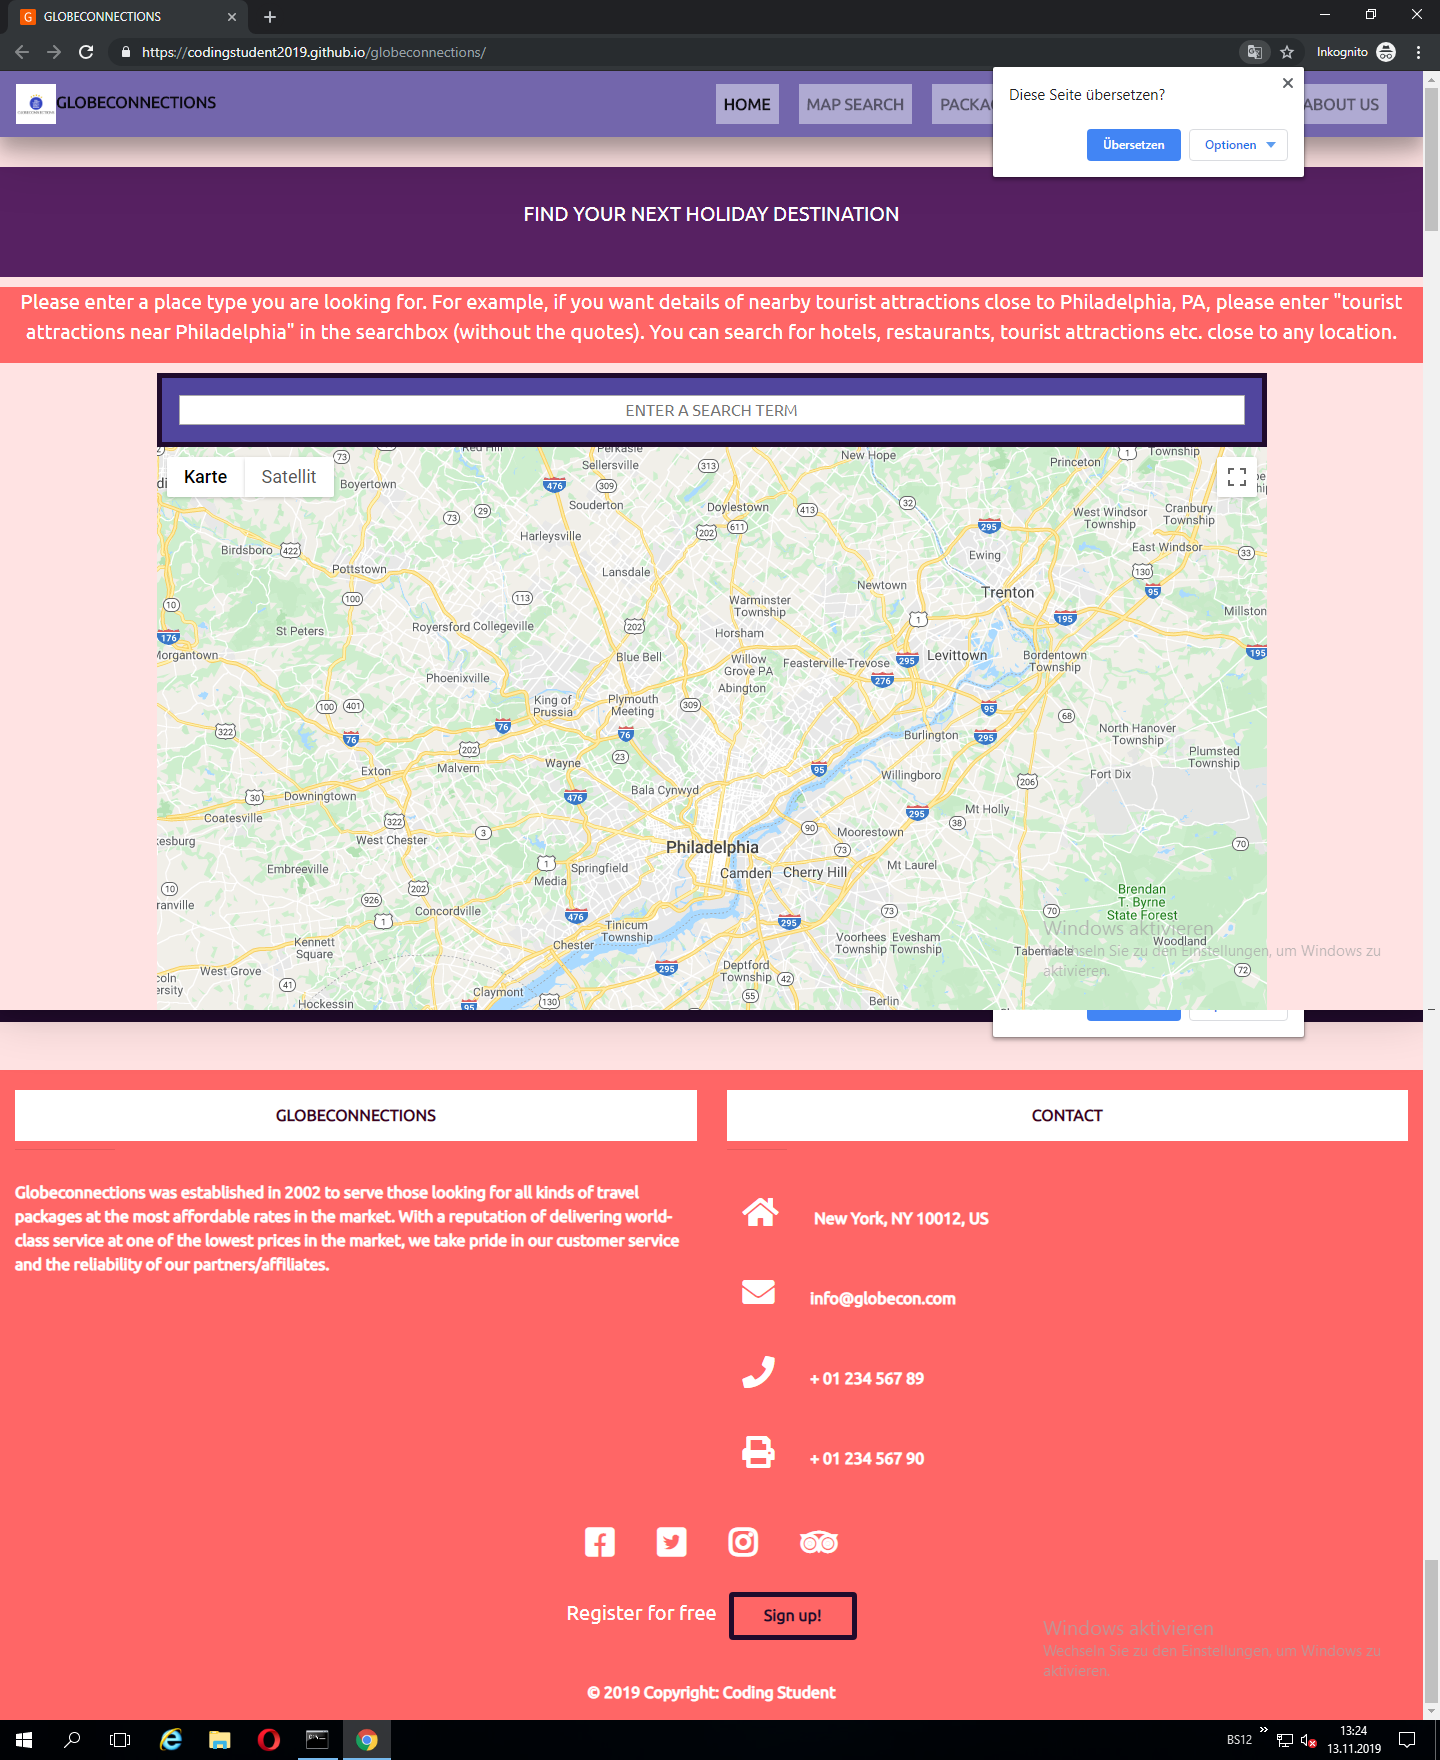 GLOBECONNECTIONS
https://codingstudent2019.github.io/globeconnections/
Inkognito
GLOBECONNECTIONS
HOME
MAP SEARCH
ABOUT US
Diese Seite übersetzen?
Übersetzen
Optionen
FIND YOUR NEXT HOLIDAY DESTINATION
Please enter a place type you are looking for. For example, if you want details of nearby tourist attractions close to Philadelphia, PA, please enter "tourist
attractions near Philadelphia" in the searchbox (without the quotes). You can search for hotels, restaurants, tourist attractions etc. close to any location.
ENTER A SEARCH TERM
Karte
Satellit
Red Hill
Perkasie
Sellersville
New Hope
Princeton
Township
Boyertown
Souderton
Doylestown
West Windsor
Township
Cranbury
Township
Harleysville
East Windsor
Birdsboro
Ewing
Pottstown
Lansdale
Newtown
Trenton
Warminster
Township
Millston
St Peters
Royersford
Collegeville
Horsham
Morgantown
Blue Bell
Willow
Grove PA
Feasterville-Trevose
Levittown
Bordentown
Township
Phoenixville
Abington
King of
Prussia
Plymouth
Meeting
Burlington
North Hanover
Township
Plumsted
Township
Exton
Malvern
Wayne
Willingboro
Fort Dix
Downingtown
Bala Cynwyd
Coatesville
Mt Holly
West Chester
Moorestown
Philadelphia
Embreeville
Springfield
Camden
Cherry Hill
Mt Laurel
Media
Brendan
T. Byrne
State Forest
Concordville
Tinicum
Township
Chester
Kennett
Square
Voorhees
Township
Evesham
Township
Tabernacle
Woodland
West Grove
Deptford
Township
Claymont
Hockessin
Berlin
Windows aktivieren
Wechseln Sie zu den Einstellungen, um Windows zu
aktivieren.
GLOBECONNECTIONS
Globeconnections was established in 2002 to serve those looking for all kinds of travel
packages at the most affordable rates in the market. With a reputation of delivering world-
class service at one of the lowest prices in the market, we take pride in our customer service
and the reliability of our partners/affiliates.
CONTACT
New York, NY 10012, US
info@globecon.com
+ 01 234 567 89
+ 01 234 567 90
Register for free
Sign up!
Windows aktivieren
Wechseln Sie zu den Einstellungen, um Windows zu
aktivieren.
© 2019 Copyright: Coding Student
BS12
13:24
13.11.2019